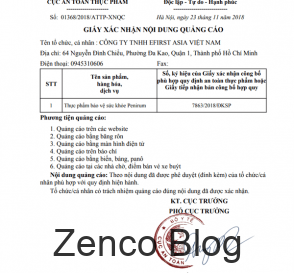 CỤC AN TOÀN THỰC PHẨM
Độc lập - Tự do - Hạnh phúc
Số: 01368/2018/ATTP-XNQC
Hà Nội, ngày 23 tháng 11 năm 2018
GIẤY XÁC NHẬN NỘI DUNG QUẢNG CÁO
Tên tổ chức, cá nhân : CÔNG TY TNHH EFIRST ASIA VIỆT NAM
Địa chỉ: 64 Nguyễn Đình Chiểu, Phường Đa Kao, Quận 1, Thành phố Hồ Chí Minh
Điện thoại: 0945310606 Fax:
STT
Tên sản phẩm, hàng hóa, dịch vụ
Số, ký hiệu của Giấy xác nhận công bố phù hợp quy định an toàn thực phẩm hoặc Giấy tiếp nhận bản công bố hợp quy
1 Thực phẩm bảo vệ sức khỏe Penirum 7863/2018/ĐKSP
Phương tiện quảng cáo:
1. Quảng cáo trên các website
2. Quảng cáo bằng băng rôn
3. Quảng cáo trên màn hình điện tử
4. Quảng cáo trên báo chí
5. Quảng cáo bằng biển, bảng, panô
6. Quảng cáo tại các nhà chờ, điểm bán vé xe buýt
Nội dung quảng cáo: Theo nội dung đã được phê duyệt (đính kèm) của tổ chức/cá nhân phù hợp với quy định hiện hành.
Tổ chức/cá nhân có trách nhiệm quảng cáo đúng nội dung đã được xác nhận.
KT. CỤC TRƯỞNG
PHÓ CỤC TRƯỞNG
Zenco Blog